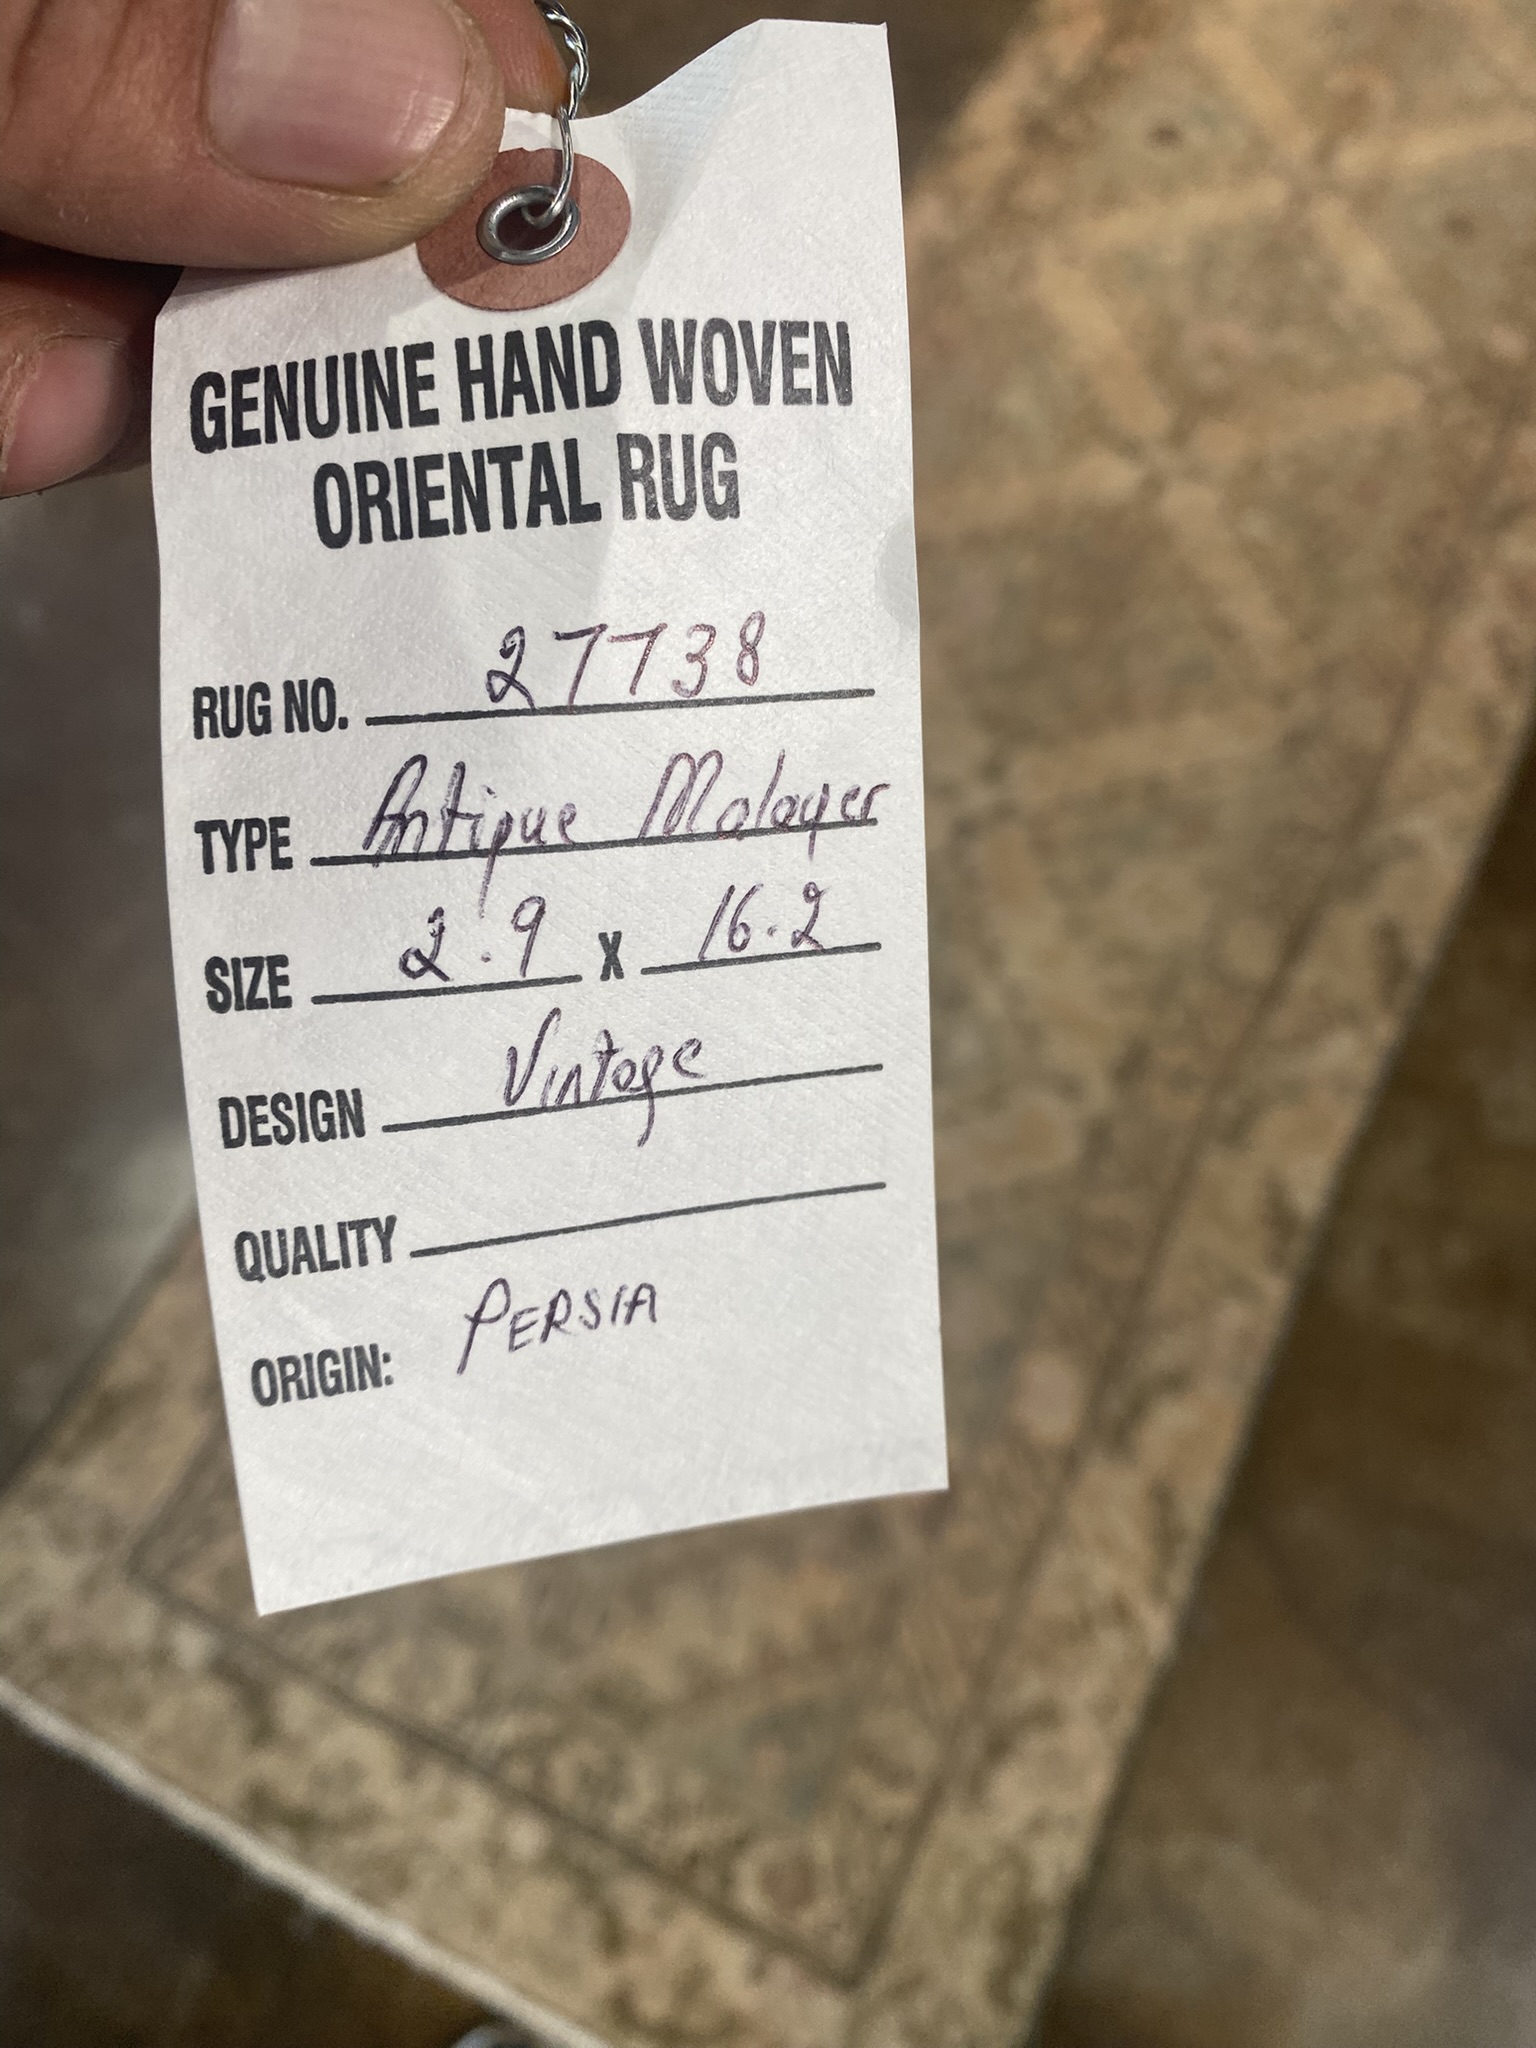 GENUINE HAND WOVEN
ORIENTAL RUG
RUG NO. 27738
TYPE Antique Malayer
SIZE 2.9 X 16.2
DESIGN Vintage
QUALITY
ORIGIN: PERSIA